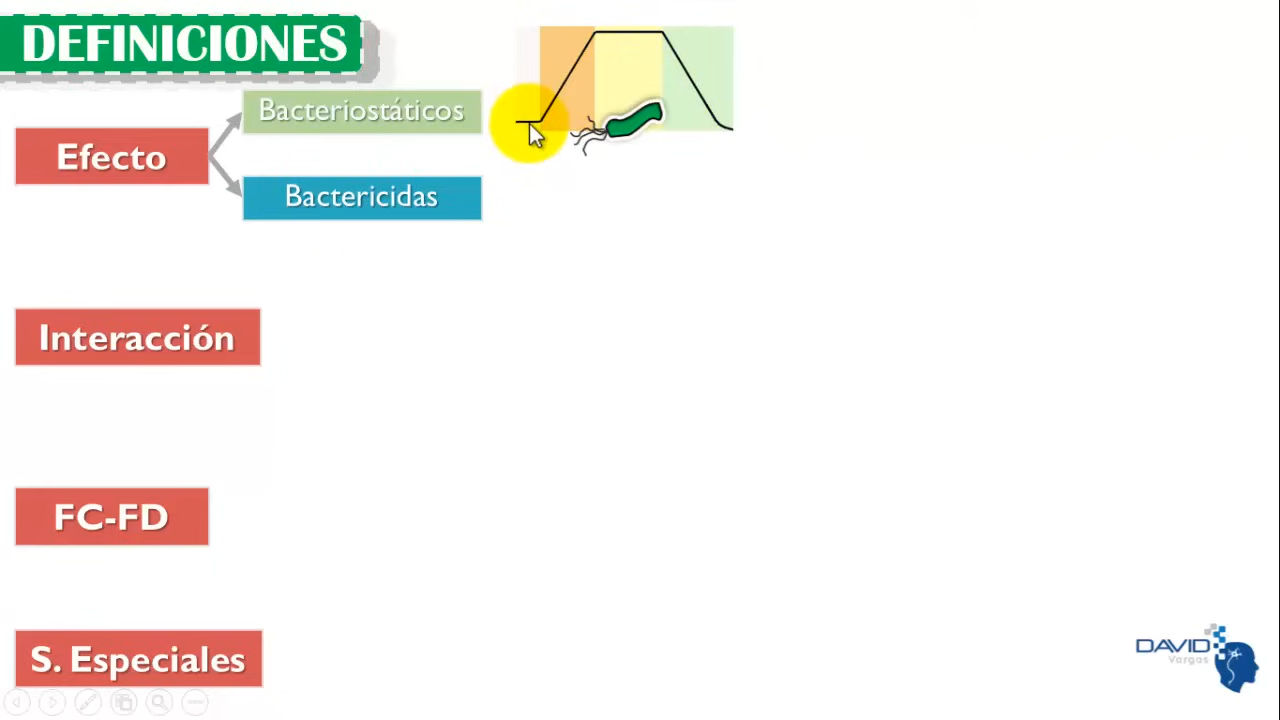 DEFINICIONES
Bacteriostáticos
Efecto
Bactericidas
Interacción
FC-FD
S. Especiales
DAVID
Vargas